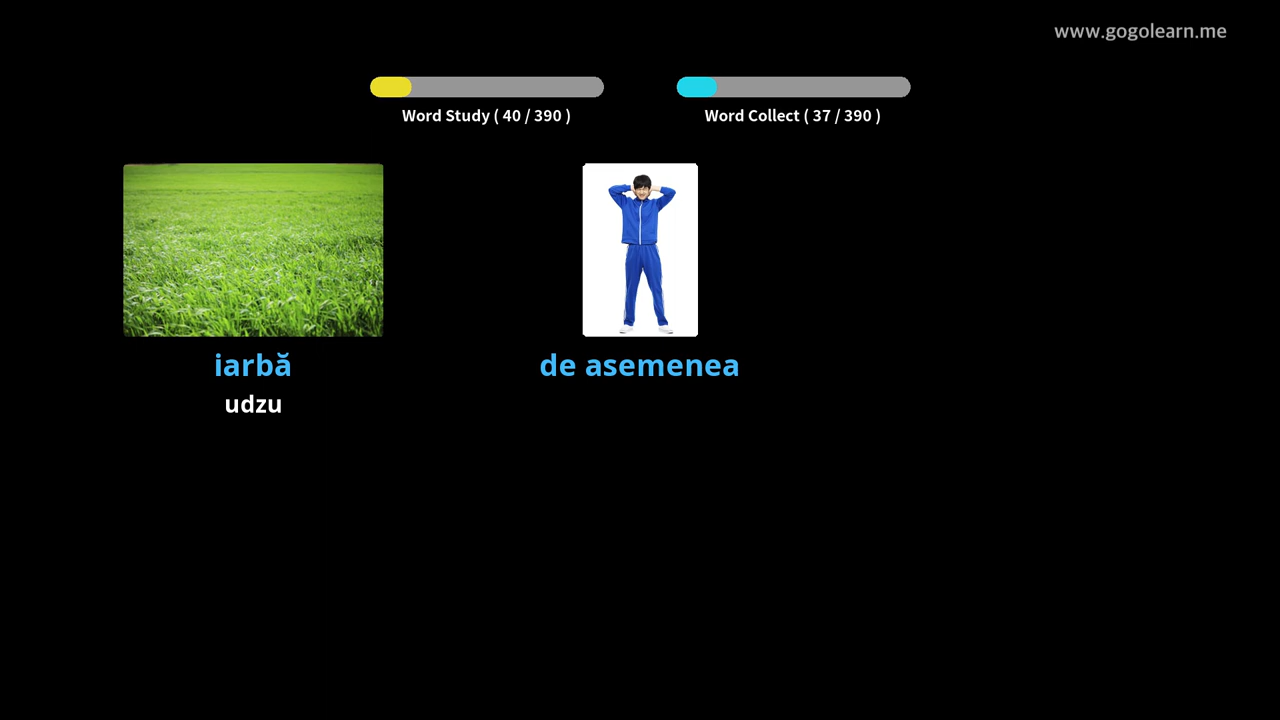 www.gogolearn.me
Word Study ( 40 / 390 )
Word Collect ( 37 / 390 )
iarbă
de asemenea
udzu